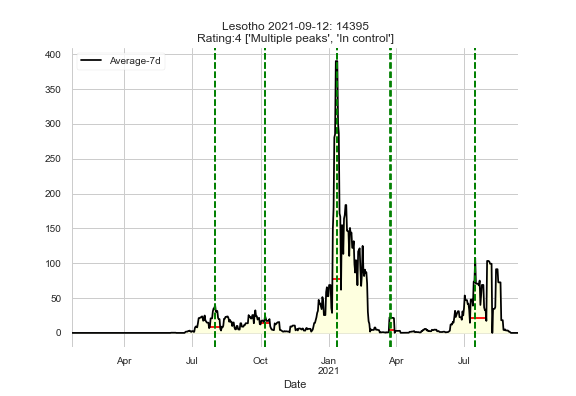 Lesotho 2021-09-12: 14395
Rating:4 ['Multiple peaks', 'In control']
Average-7d
400
350
300
250
200
150
100
50
0
Apr
Jul
Oct
Jan
2021
Apr
Jul
Date